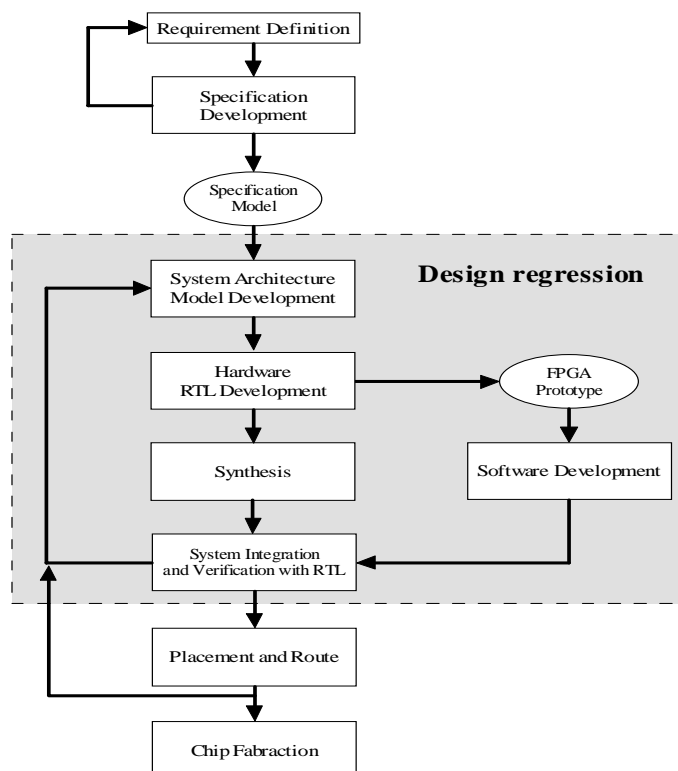 Requirement Definition
Specification
Development
Specification
Model
Design regression
System Architecture
Model Development
Hardware
RTL Development
FPGA
Prototype
Synthesis
Software Development
System Integration
and Verification with RTL
Placement and Route
Chip Fabraction